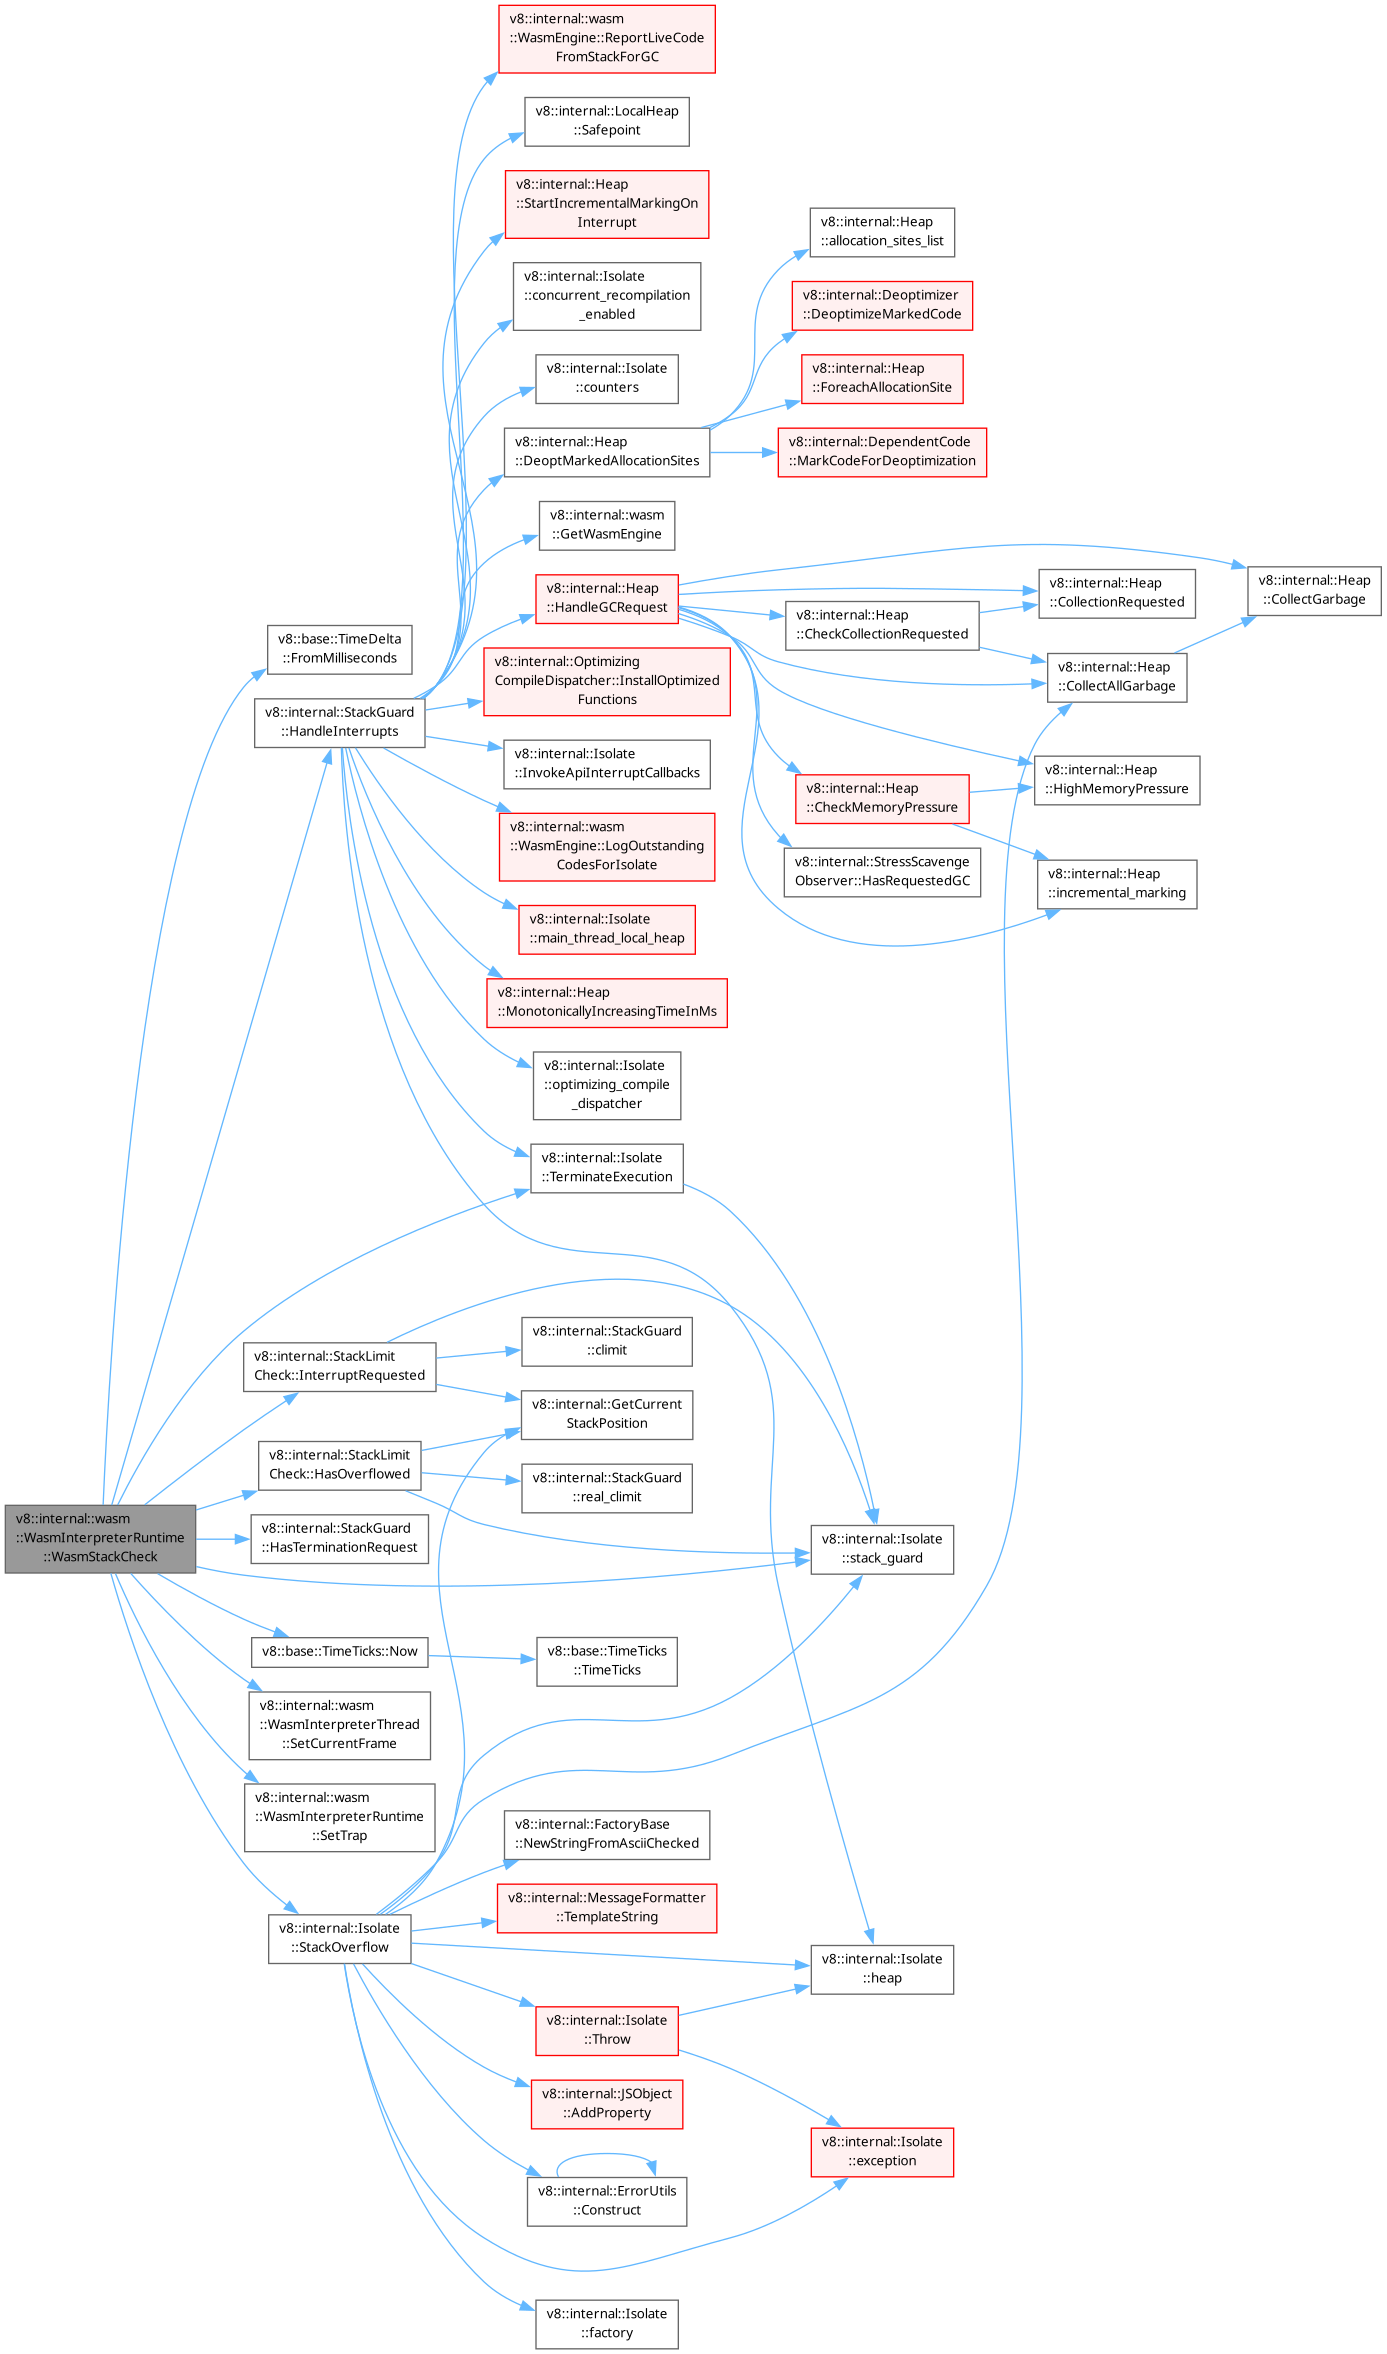 v8::internal::wasm
::WasmEngine::ReportLiveCode
FromStackForGC
v8::internal::LocalHeap
::Safepoint
v8::internal::Heap
::StartIncrementalMarkingOn
Interrupt
v8::internal::Heap
::allocation_sites_list
v8::internal::Isolate
::concurrent_recompilation
_enabled
v8::internal::Deoptimizer
::DeoptimizeMarkedCode
v8::internal::Isolate
::counters
v8::internal::Heap
::ForeachAllocationSite
v8::internal::Heap
::DeoptMarkedAllocationSites
v8::internal::DependentCode
::MarkCodeForDeoptimization
v8::internal::wasm
::GetWasmEngine
v8::internal::Heap
::HandleGCRequest
v8::internal::Heap
::CollectionRequested
v8::internal::Heap
::CollectGarbage
v8::internal::Heap
::CheckCollectionRequested
v8::base::TimeDelta
::FromMilliseconds
v8::internal::Optimizing
CompileDispatcher::InstallOptimized
Functions
v8::internal::Heap
::CollectAllGarbage
v8::internal::StackGuard
::HandleInterrupts
v8::internal::Isolate
::InvokeApiInterruptCallbacks
v8::internal::Heap
::HighMemoryPressure
v8::internal::Heap
::CheckMemoryPressure
v8::internal::wasm
::WasmEngine::LogOutstanding
CodesForIsolate
v8::internal::StressScavenge
Observer::HasRequestedGC
v8::internal::Heap
::incremental_marking
v8::internal::Isolate
::main_thread_local_heap
v8::internal::Heap
::MonotonicallyIncreasingTimeInMs
v8::internal::Isolate
::optimizing_compile
_dispatcher
v8::internal::Isolate
::TerminateExecution
v8::internal::StackGuard
::climit
v8::internal::StackLimit
Check::InterruptRequested
v8::internal::GetCurrent
StackPosition
v8::internal::StackLimit
Check::HasOverflowed
v8::internal::StackGuard
::real_climit
v8::internal::wasm
::WasmInterpreterRuntime
::WasmStackCheck
v8::internal::StackGuard
::HasTerminationRequest
v8::internal::Isolate
::stack_guard
v8::base::TimeTicks::Now
v8::base::TimeTicks
::TimeTicks
v8::internal::wasm
::WasmInterpreterThread
::SetCurrentFrame
v8::internal::wasm
::WasmInterpreterRuntime
::SetTrap
v8::internal::FactoryBase
::NewStringFromAsciiChecked
v8::internal::MessageFormatter
::TemplateString
v8::internal::Isolate
::StackOverflow
v8::internal::Isolate
::heap
v8::internal::Isolate
::Throw
v8::internal::JSObject
::AddProperty
v8::internal::Isolate
::exception
v8::internal::ErrorUtils
::Construct
v8::internal::Isolate
::factory